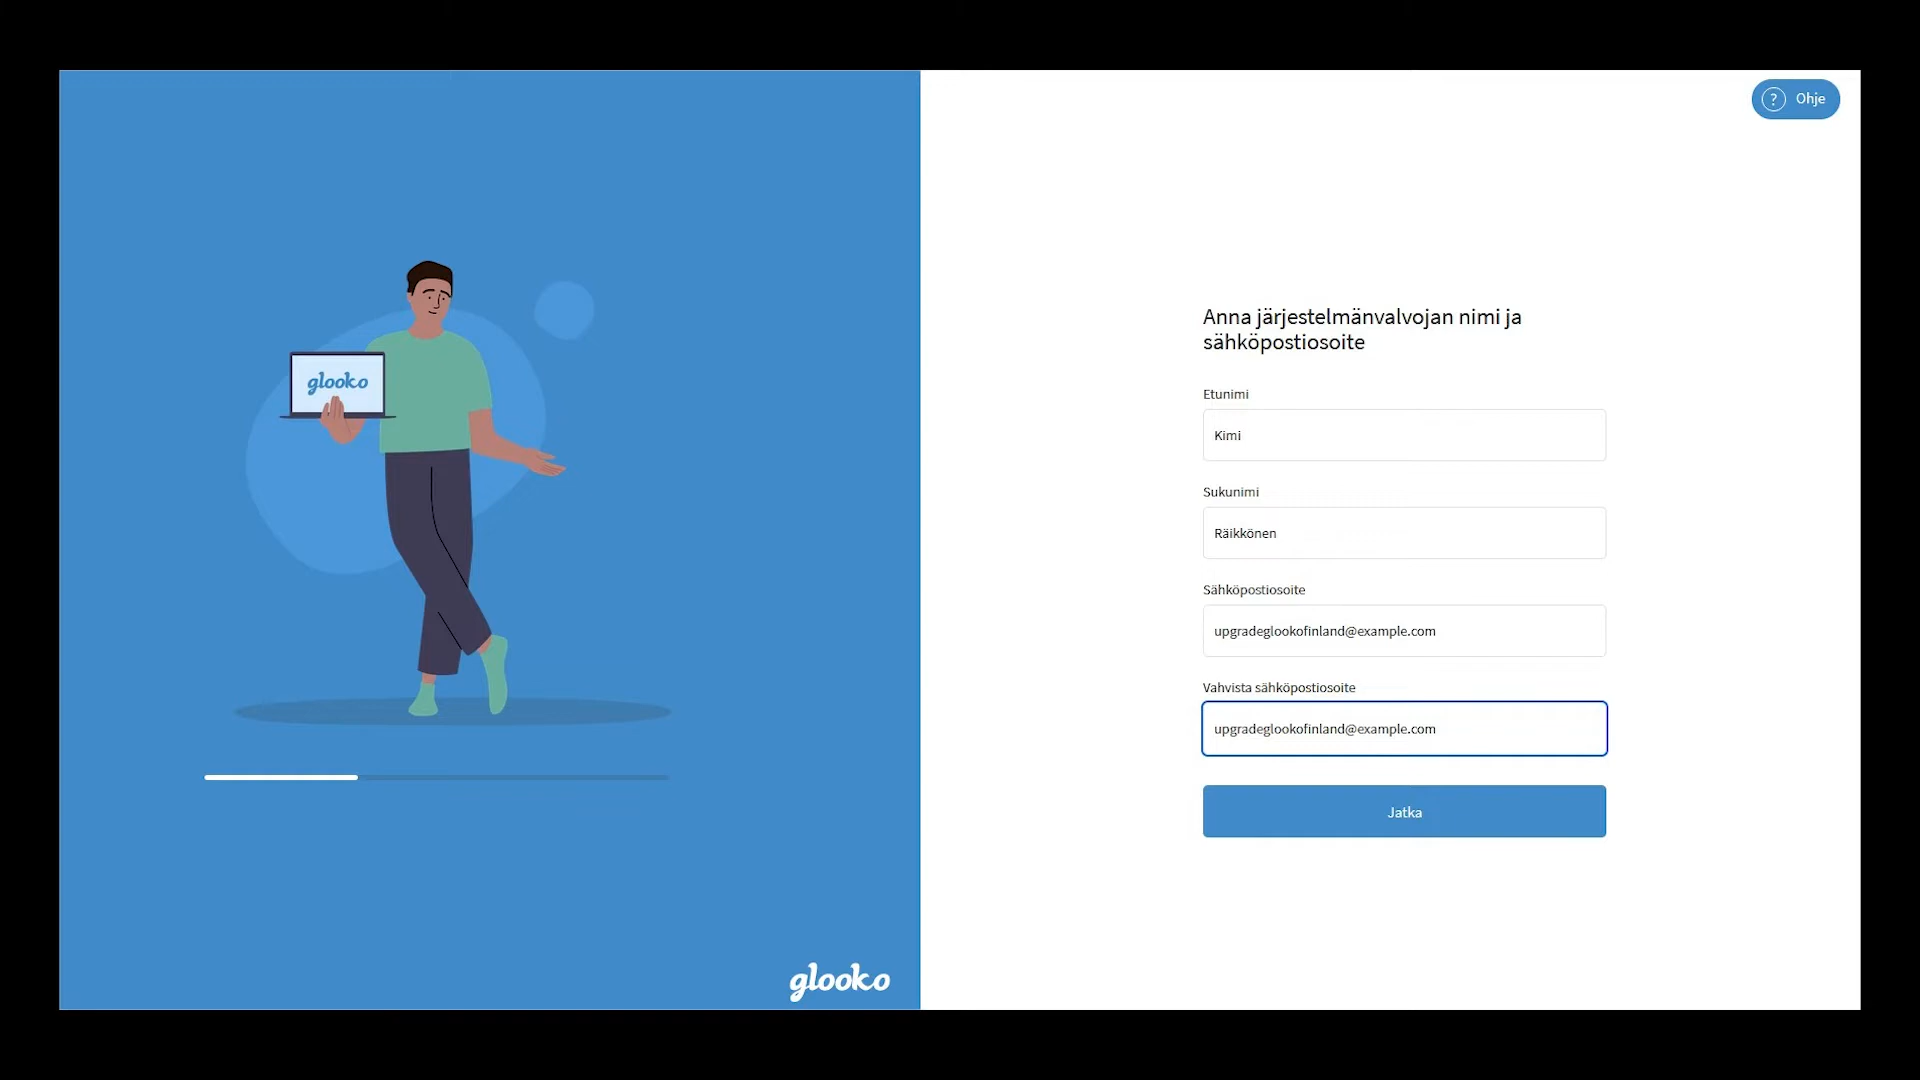 glooko
glooko
Ohje
Anna järjestelmänvalvojan nimi ja
sähköpostiosoite
Etunimi
Kimi
Sukunimi
Räikkönen
Sähköpostiosoite
upgradeglookofinland@example.com
Vahvista sähköpostiosoite
upgradeglookofinland@example.com
Jatka